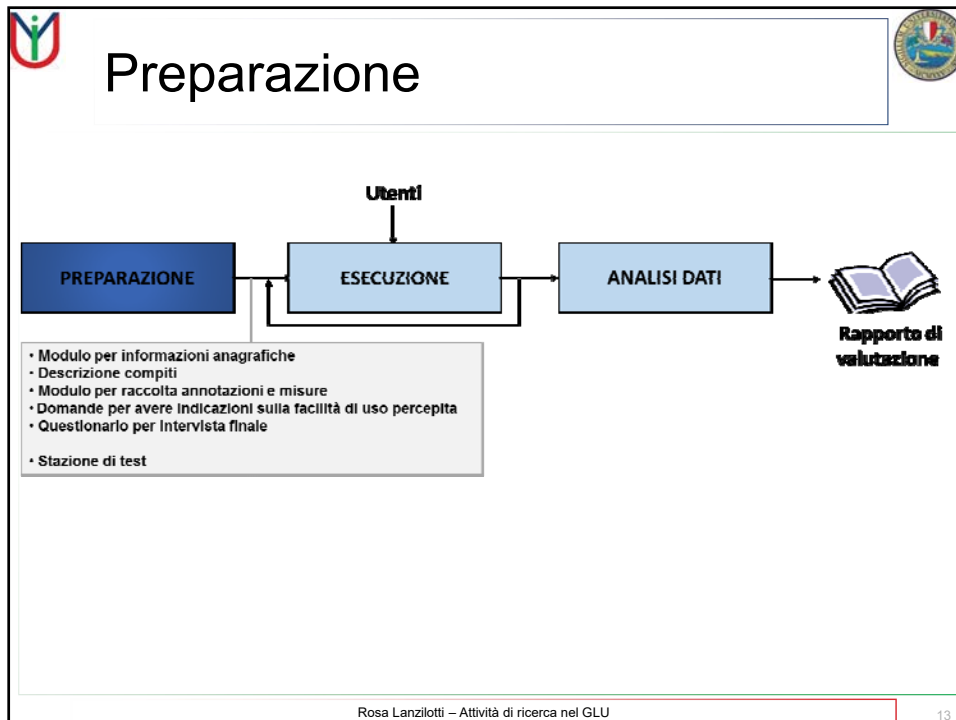 Preparazione
Utenti
PREPARAZIONE
ESECUZIONE
ANALISI DATI
Rapporto di
valutazione
• Modulo per informazioni anagrafiche
• Descrizione compiti
• Modulo per raccolta annotazioni e misure
• Domande per avere indicazioni sulla facilità di uso percepita
• Questionario per intervista finale
• Stazione di test
Rosa Lanzilotti – Attività di ricerca nel GLU
13